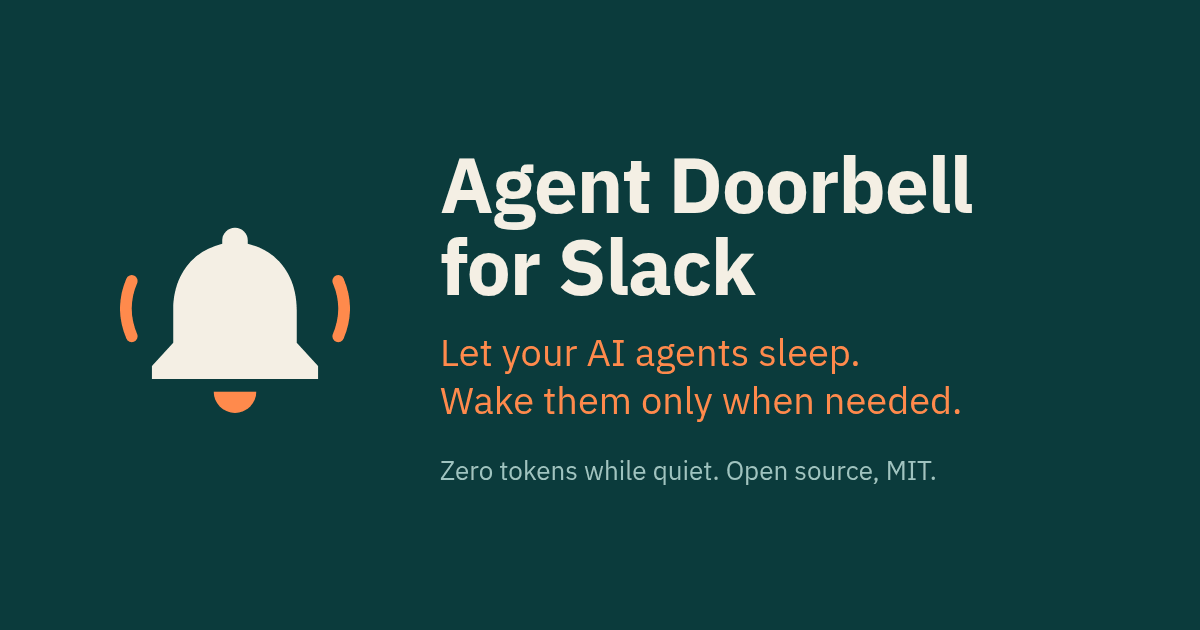 Agent Doorbell
for Slack
Let your AI agents sleep.
Wake them only when needed.
Zero tokens while quiet. Open source, MIT.